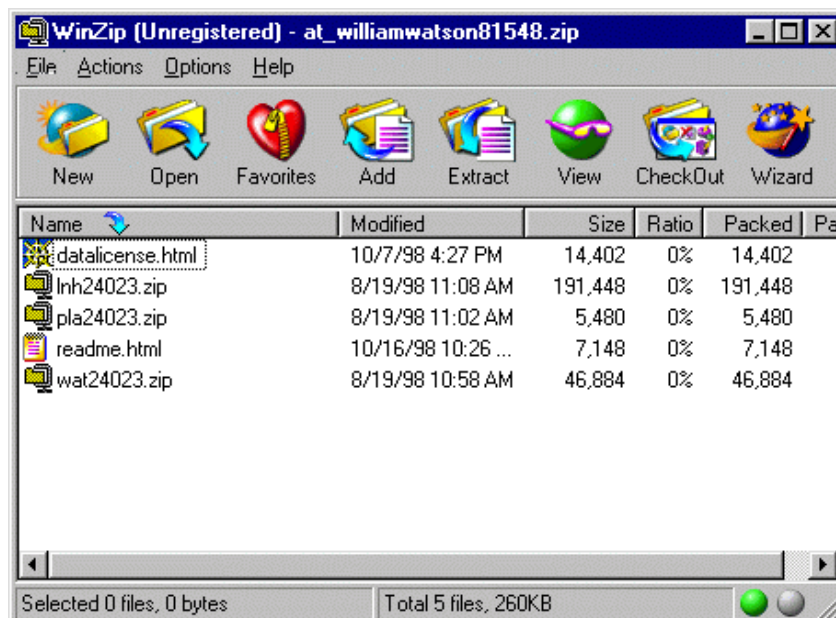 WinZip (Unregistered) - at_williamwatson81548.zip
File Actions Options Help
New Open Favorites Add Extract View CheckOut Wizard
Name Modified Size Ratio Packed Pa
datalicense.html 10/7/98 4:27 PM 14,402 0% 14,402
lnh24023.zip 8/19/98 11:08 AM 191,448 0% 191,448
pla24023.zip 8/19/98 11:02 AM 5,480 0% 5,480
readme.html 10/16/98 10:26 ... 7,148 0% 7,148
wat24023.zip 8/19/98 10:58 AM 46,884 0% 46,884
Selected 0 files, 0 bytes Total 5 files, 260KB